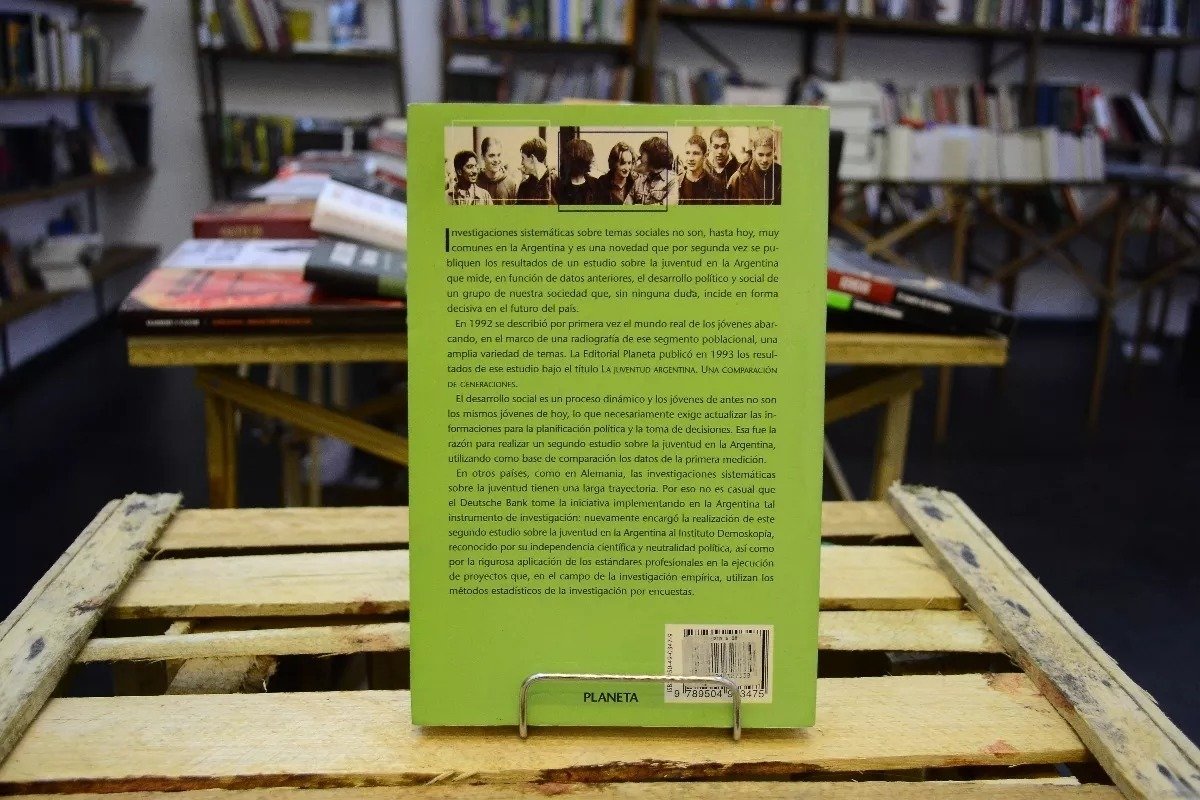 Investigaciones sistemáticas sobre temas sociales no son, hasta hoy, muy
comunes en la Argentina y es una novedad que por segunda vez se pu-
bliquen los resultados de un estudio sobre la juventud en la Argentina
que mide, en función de datos anteriores, el desarrollo político y social de
un grupo de nuestra sociedad que, sin ninguna duda, incide en forma
decisiva en el futuro del país.
En 1992 se describió por primera vez el mundo real de los jóvenes abar-
cando, en el marco de una radiografía de ese segmento poblacional, una
amplia variedad de temas. La Editorial Planeta publicó en 1993 los resul-
tados de ese estudio bajo el título LA JUVENTUD ARGENTINA. UNA COMPARACIÓN
DE GENERACIONES.
El desarrollo social es un proceso dinámico y los jóvenes de antes no son
los mismos jóvenes de hoy, lo que necesariamente exige actualizar las in-
formaciones para la planificación política y la toma de decisiones. Esa fue la
razón para realizar un segundo estudio sobre la juventud en la Argentina,
utilizando como base de comparación los datos de la primera medición.
En otros países, como en Alemania, las investigaciones sistemáticas
sobre la juventud tienen una larga trayectoria. Por eso no es casual que
el Deutsche Bank tome la iniciativa implementando en la Argentina tal
instrumento de investigación: nuevamente encargó la realización de este
segundo estudio sobre la juventud en la Argentina al Instituto Demoskopía,
reconocido por su independencia científica y neutralidad política, así como
por la rigurosa aplicación de los estándares profesionales en la ejecución
de proyectos que, en el campo de la investigación empírica, utilizan los
métodos estadísticos de la investigación por encuestas.
PLANETA